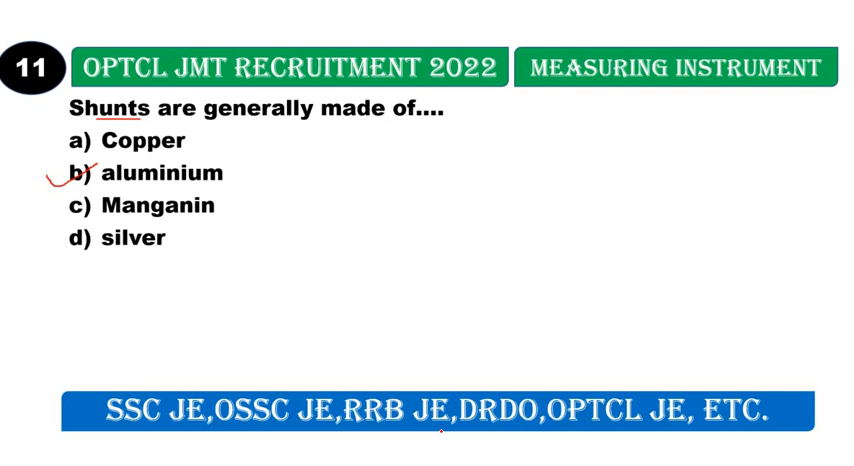 11
OPTCL JMT RECRUITMENT 2022
MEASURING INSTRUMENT
Shunts are generally made of....
a) Copper
b) aluminium
c) Manganin
d) silver
SSC JE,OSSC JE,RRB JE,DRDO,OPTCL JE, ETC.